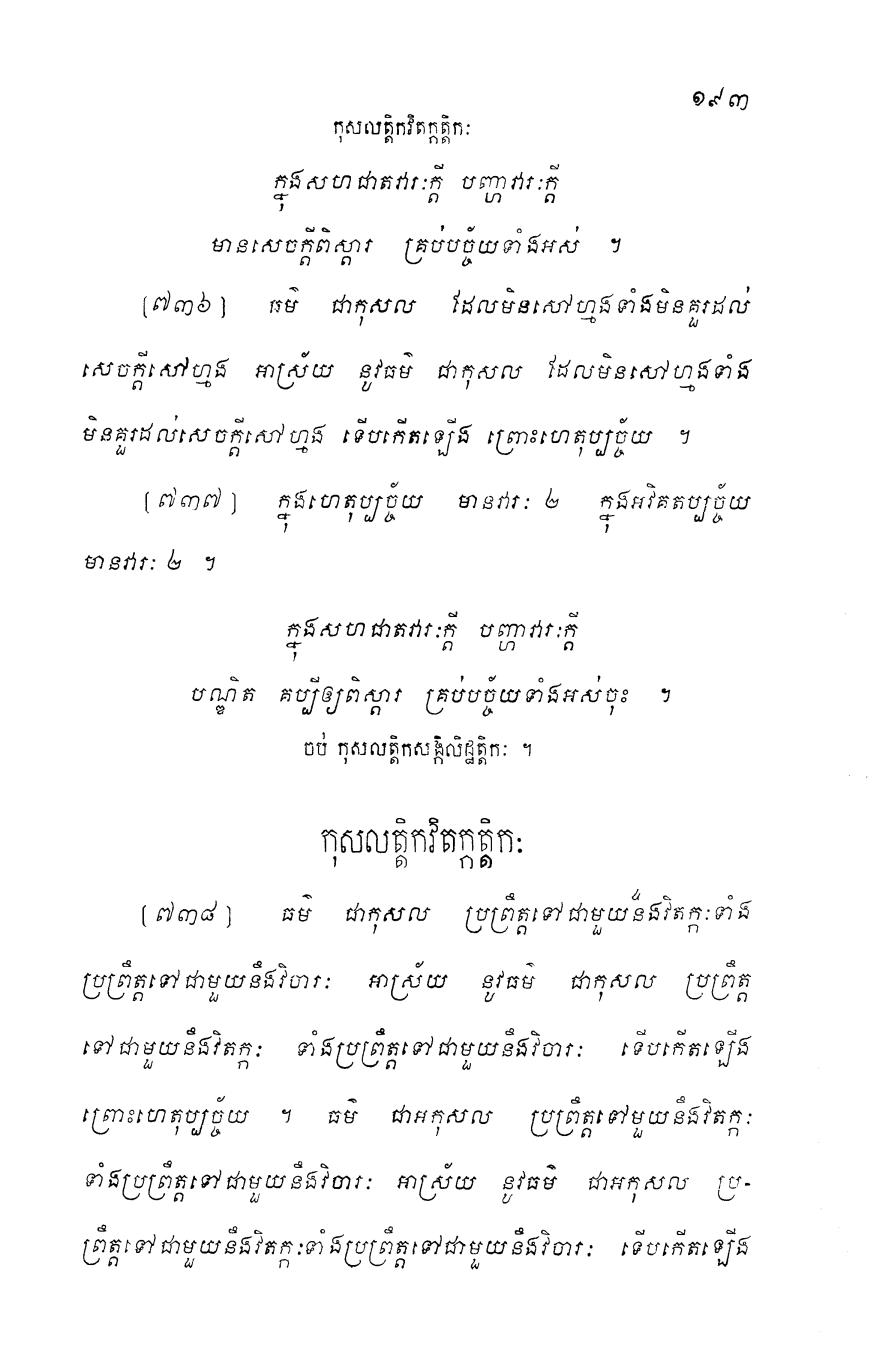 ១៩៣
កុសលត្តិកវិតក្កត្តិកៈ
ក្នុងសហជាតវារៈក្តី បញ្ហាវារៈក្តី
មានសេចក្តីពិស្តារ គ្រប់បច្ច័យទាំងអស់ ។
[៧៣៦] ធម៌ ជាកុសល ដែលមិនសៅហ្មងទាំងមិនគួរដល់
សេចក្តីសៅហ្មង អាស្រ័យ នូវធម៌ ជាកុសល ដែលមិនសៅហ្មងទាំង
មិនគួរដល់សេចក្តីសៅហ្មង ទើបកើតឡើង ព្រោះហេតុប្បច្ច័យ ។
[៧៣៧] ក្នុងហេតុប្បច្ច័យ មានវារៈ ២ ក្នុងអវិគតប្បច្ច័យ
មានវារៈ ២ ។
ក្នុងសហជាតវារៈក្តី បញ្ហាវារៈក្តី
បណ្ឌិត គប្បីឲ្យពិស្តារ គ្រប់បច្ច័យទាំងអស់ចុះ ។
ចប់ កុសលត្តិកសង្កិលិដ្ឋត្តិកៈ ។
កុសលត្តិកវិតក្កត្តិកៈ
[៧៣៨] ធម៌ ជាកុសល ប្រព្រឹត្តទៅជាមួយនឹងវិតក្កៈទាំង
ប្រព្រឹត្តទៅជាមួយនឹងវិចារៈ អាស្រ័យ នូវធម៌ ជាកុសល ប្រព្រឹត្ត
ទៅជាមួយនឹងវិតក្កៈ ទាំងប្រព្រឹត្តទៅជាមួយនឹងវិចារៈ ទើបកើតឡើង
ព្រោះហេតុប្បច្ច័យ ។ ធម៌ ជាអកុសល ប្រព្រឹត្តទៅមួយនឹងវិតក្កៈ
ទាំងប្រព្រឹត្តទៅជាមួយនឹងវិចារៈ អាស្រ័យ នូវធម៌ ជាអកុសល ប្រ-
ព្រឹត្តទៅជាមួយនឹងវិតក្កៈទាំងប្រព្រឹត្តទៅជាមួយនឹងវិចារៈ ទើបកើតឡើង